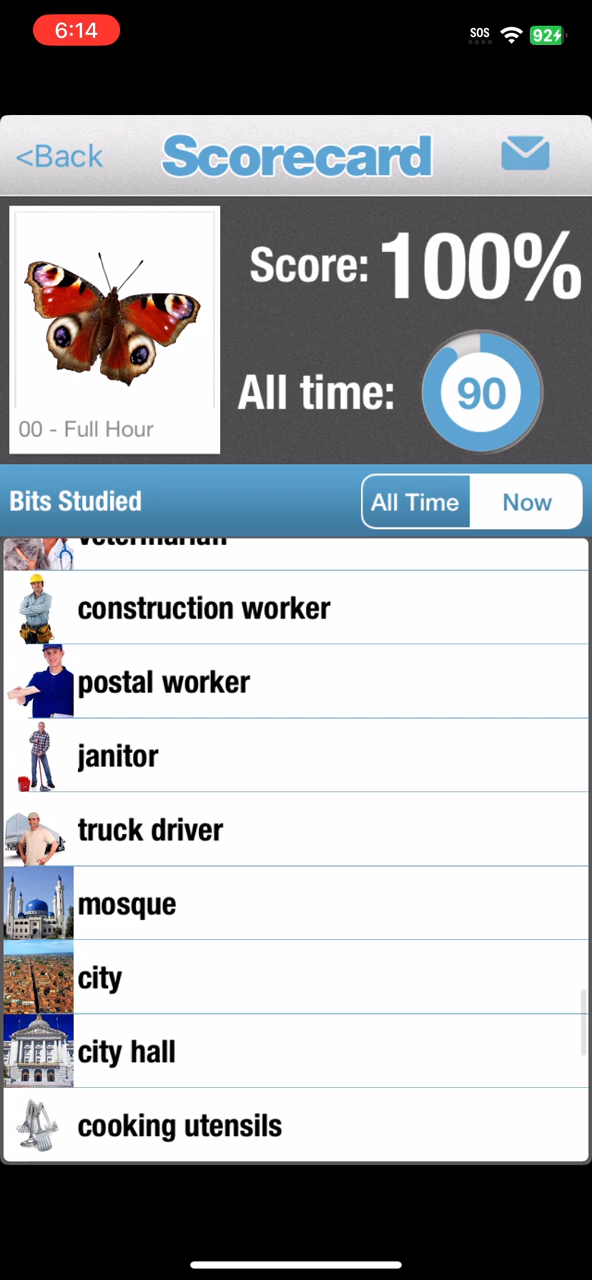 6:14
SOS
92
<Back
Scorecard
Score: 100%
All time: 90
00 - Full Hour
Bits Studied
All Time
Now
veterinarian
construction worker
postal worker
janitor
truck driver
mosque
city
city hall
cooking utensils